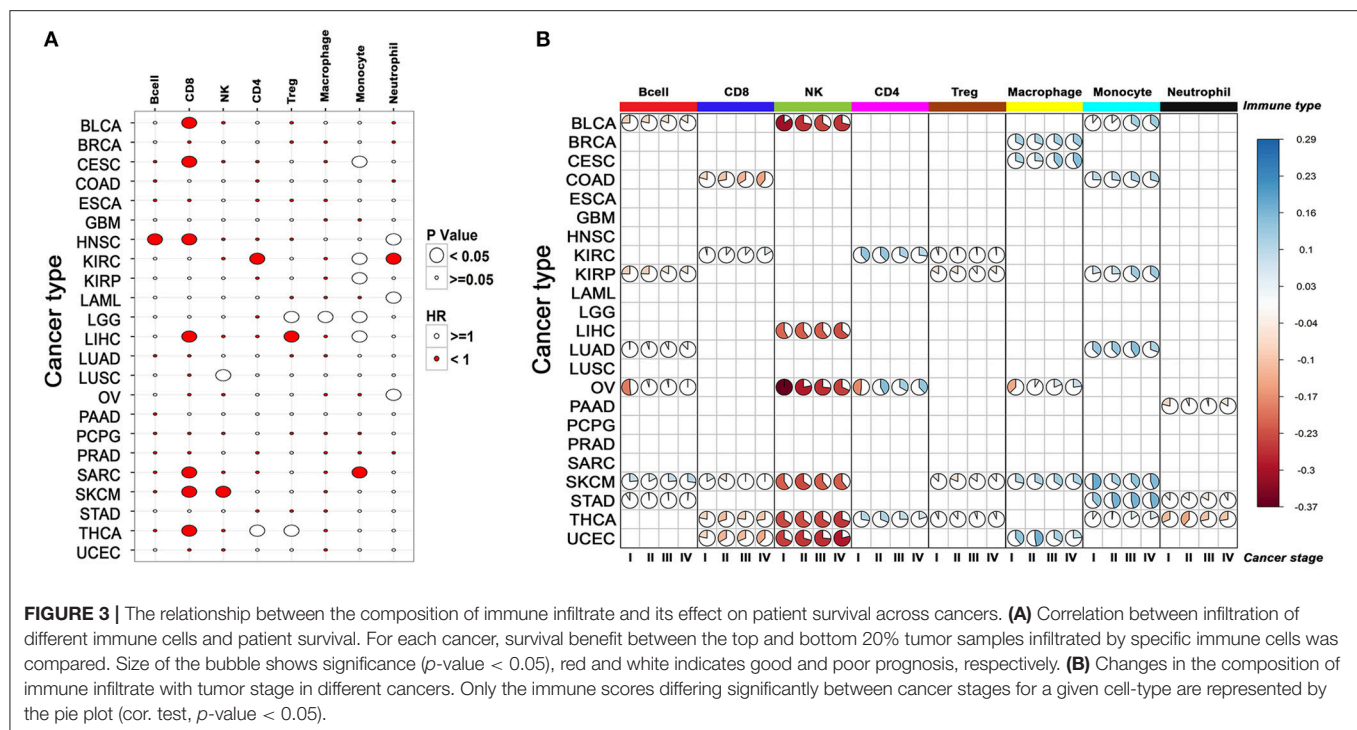 A
Bcell
CD8
NK
CD4
Treg
Macrophage
Monocyte
Neutrophil
Cancer type
BLCA
BRCA
CESC
COAD
ESCA
GBM
HNSC
KIRC
KIRP
LAML
LGG
LIHC
LUAD
LUSC
OV
PAAD
PCPG
PRAD
SARC
SKCM
STAD
THCA
UCEC
P Value
< 0.05
>=0.05
HR
>=1
< 1
B
Bcell CD8 NK CD4 Treg Macrophage Monocyte Neutrophil
Immune type
Cancer type
BLCA
BRCA
CESC
COAD
ESCA
GBM
HNSC
KIRC
KIRP
LAML
LGG
LIHC
LUAD
LUSC
OV
PAAD
PCPG
PRAD
SARC
SKCM
STAD
THCA
UCEC
I II III IV I II III IV I II III IV I II III IV I II III IV I II III IV I II III IV I II III IV
Cancer stage
0.29
0.23
0.16
0.1
0.03
-0.04
-0.1
-0.17
-0.23
-0.3
-0.37
FIGURE 3 | The relationship between the composition of immune infiltrate and its effect on patient survival across cancers. (A) Correlation between infiltration of
different immune cells and patient survival. For each cancer, survival benefit between the top and bottom 20% tumor samples infiltrated by specific immune cells was
compared. Size of the bubble shows significance (p-value < 0.05), red and white indicates good and poor prognosis, respectively. (B) Changes in the composition of
immune infiltrate with tumor stage in different cancers. Only the immune scores differing significantly between cancer stages for a given cell-type are represented by
the pie plot (cor. test, p-value < 0.05).